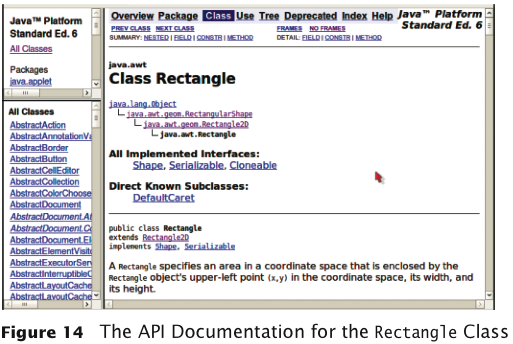 Java™ Platform
Standard Ed. 6
All Classes
Packages
java.applet
All Classes
AbstractAction
AbstractAnnotationVa
AbstractBorder
AbstractButton
AbstractCellEditor
AbstractCollection
AbstractColorChoose
AbstractDocument
AbstractDocument.At
AbstractDocument.Co
AbstractDocument.El
AbstractElementVisito
AbstractExecutorServ
AbstractInterruptibleC
AbstractLayoutCache
AbstractLayoutCache
Overview Package Class Use Tree Deprecated Index Help
Java™ Platform
Standard Ed. 6
PREV CLASS NEXT CLASS
FRAMES NO FRAMES
SUMMARY: NESTED | FIELD | CONSTR | METHOD
DETAIL: FIELD | CONSTR | METHOD
java.awt
Class Rectangle
java.lang.Object
java.awt.geom.RectangularShape
java.awt.geom.Rectangle2D
java.awt.Rectangle
All Implemented Interfaces:
Shape, Serializable, Cloneable
Direct Known Subclasses:
DefaultCaret
public class Rectangle
extends Rectangle2D
implements Shape, Serializable
A Rectangle specifies an area in a coordinate space that is enclosed by the
Rectangle object's upper-left point (x,y) in the coordinate space, its width, and
its height.
Figure 14 The API Documentation for the Rectangle Class